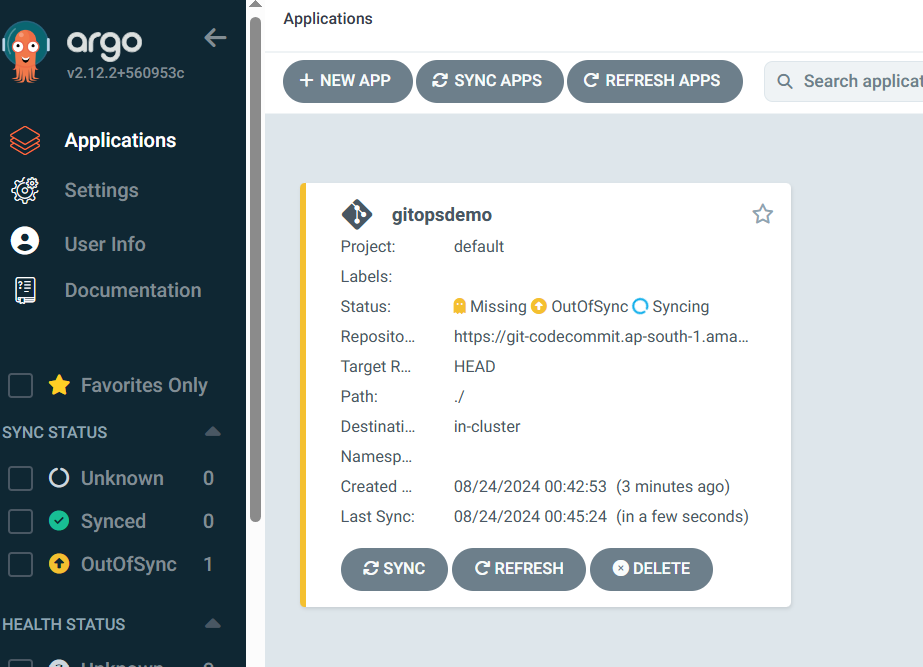 argo
v2.12.2+560953c
Applications
Settings
User Info
Documentation
Favorites Only
SYNC STATUS
Unknown 0
Synced 0
OutOfSync 1
HEALTH STATUS
Unknown 0
Applications
NEW APP SYNC APPS REFRESH APPS Search applicat
gitopsdemo
Project: default
Labels:
Status: Missing OutOfSync Syncing
Reposito... https://git-codecommit.ap-south-1.ama...
Target R... HEAD
Path: ./
Destinati... in-cluster
Namesp...
Created ... 08/24/2024 00:42:53 (3 minutes ago)
Last Sync: 08/24/2024 00:45:24 (in a few seconds)
SYNC REFRESH DELETE